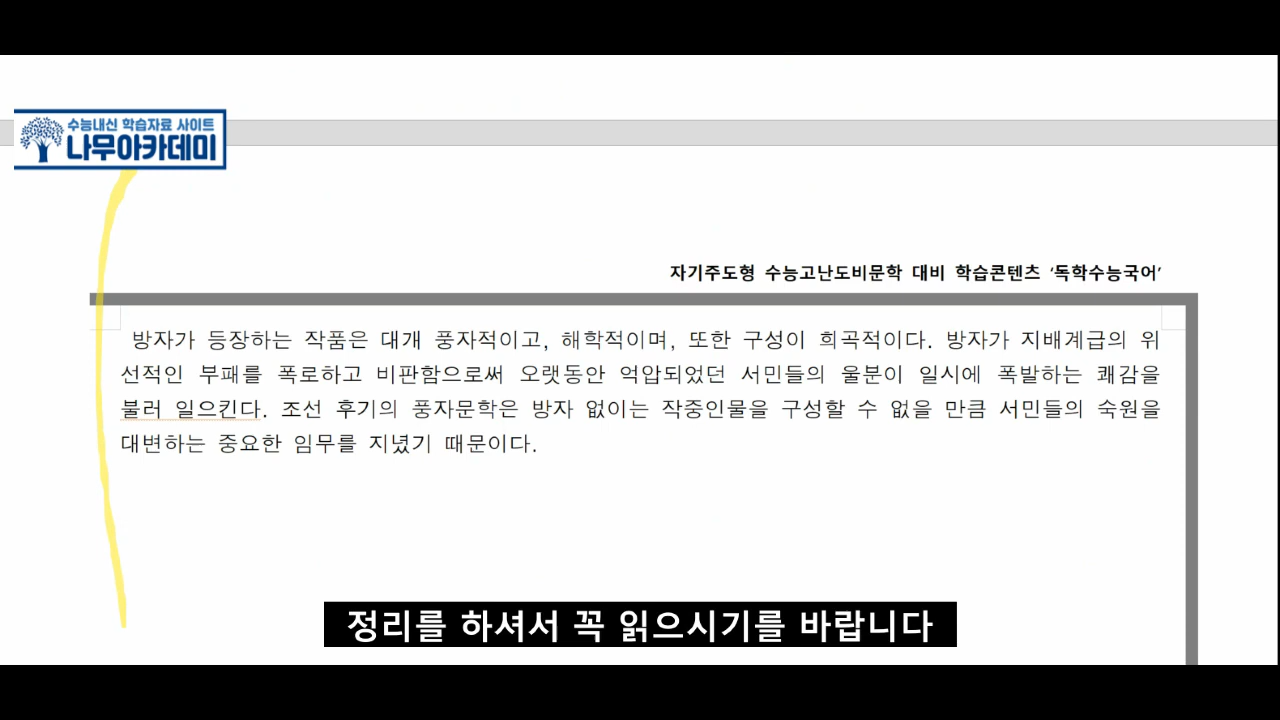 수능내신 학습자료 사이트
나무아카데미
자기주도형 수능고난도비문학 대비 학습콘텐츠 ‘독학수능국어’
방자가 등장하는 작품은 대개 풍자적이고, 해학적이며, 또한 구성이 희곡적이다. 방자가 지배계급의 위
선적인 부패를 폭로하고 비판함으로써 오랫동안 억압되었던 서민들의 울분이 일시에 폭발하는 쾌감을
불러 일으킨다. 조선 후기의 풍자문학은 방자 없이는 작중인물을 구성할 수 없을 만큼 서민들의 숙원을
대변하는 중요한 임무를 지녔기 때문이다.
정리를 하셔서 꼭 읽으시기를 바랍니다